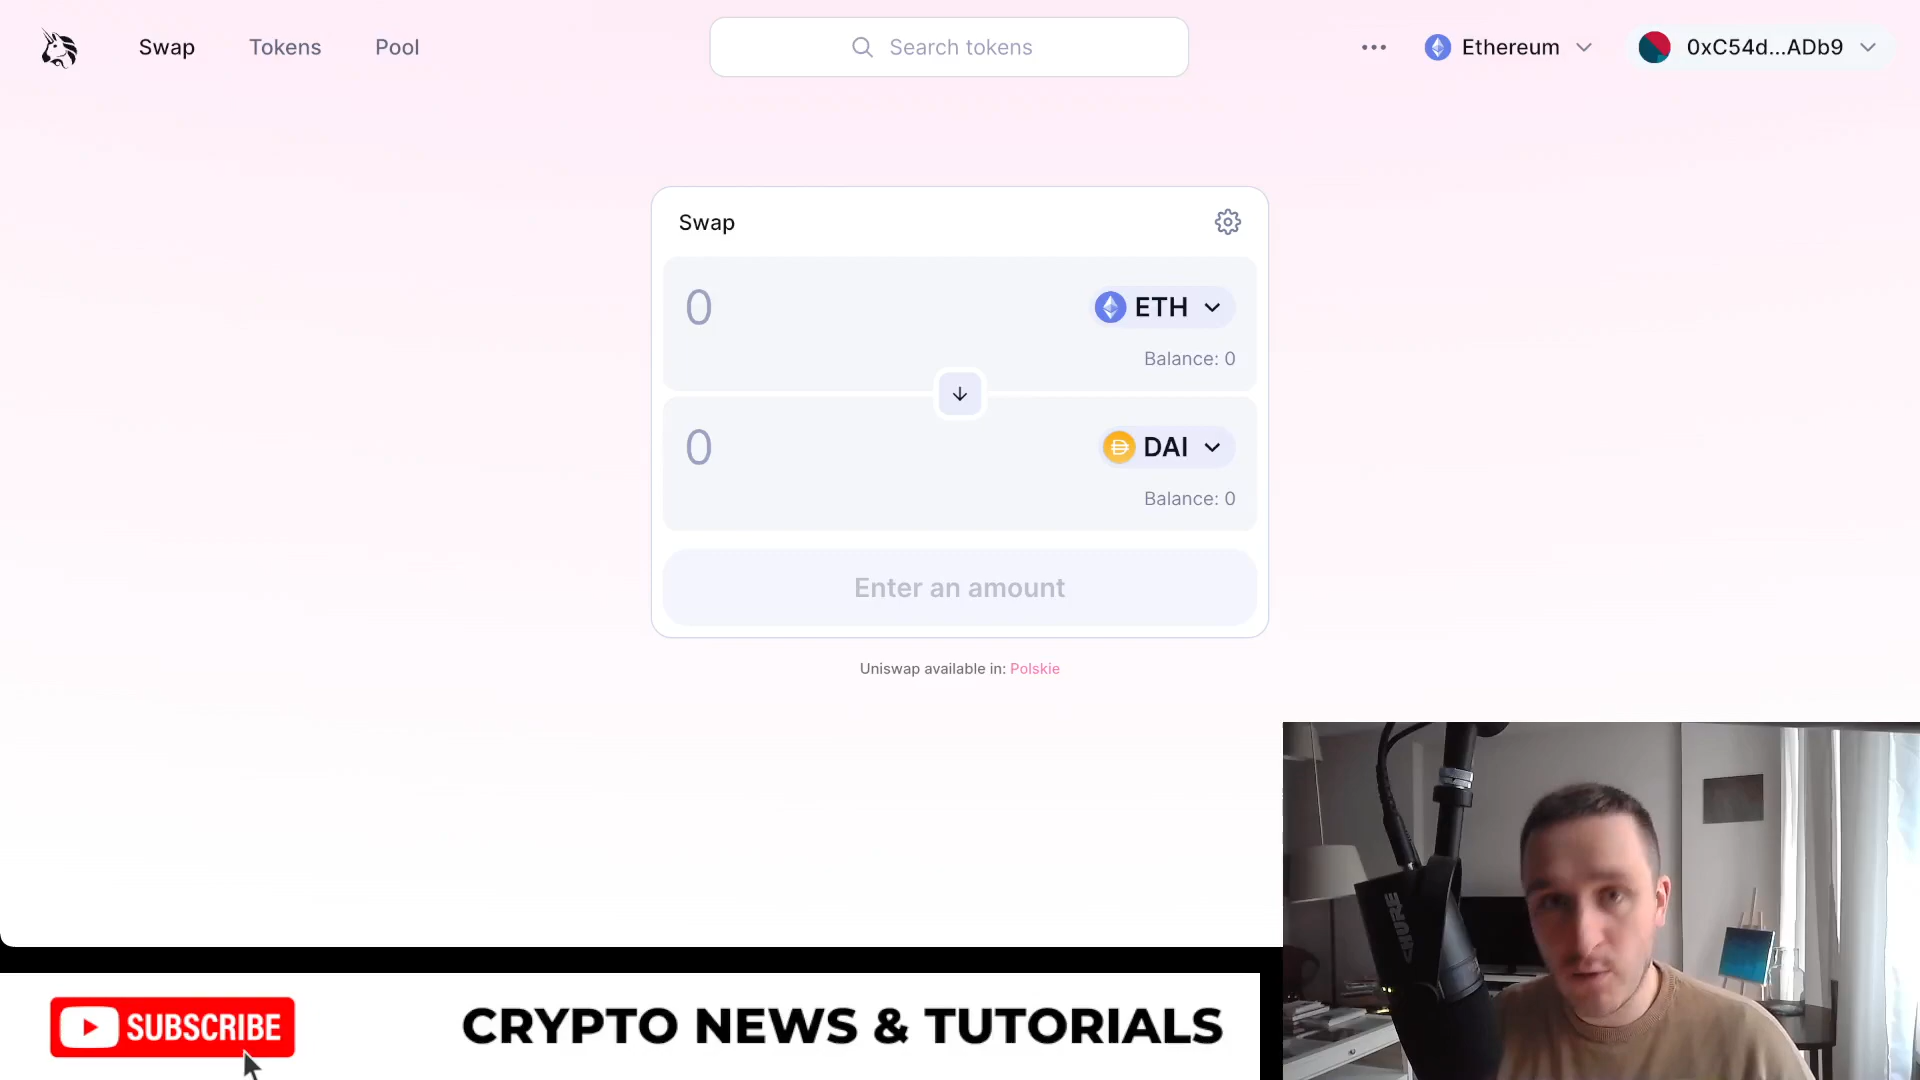 Swap
Tokens
Pool
Search tokens
Ethereum
0xC54d...ADb9
Swap
0
ETH
Balance: 0
0
DAI
Balance: 0
Enter an amount
Uniswap available in: Polskie
SHURE
SUBSCRIBE
CRYPTO NEWS & TUTORIALS